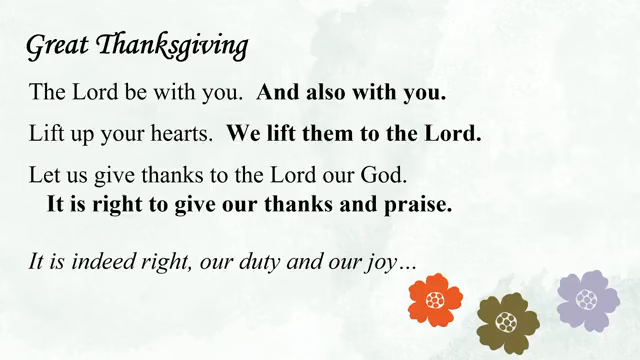 Great Thanksgiving
The Lord be with you.  And also with you.
Lift up your hearts.  We lift them to the Lord.
Let us give thanks to the Lord our God.
It is right to give our thanks and praise.
It is indeed right, our duty and our joy…